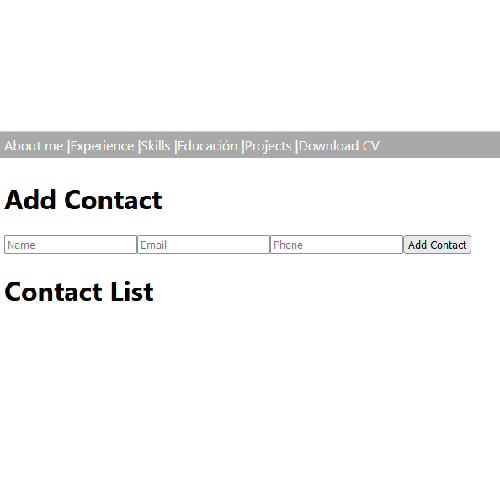 About me |Experience |Skills |Educación |Projects |Download CV
Add Contact
Name Email Phone Add Contact
Contact List